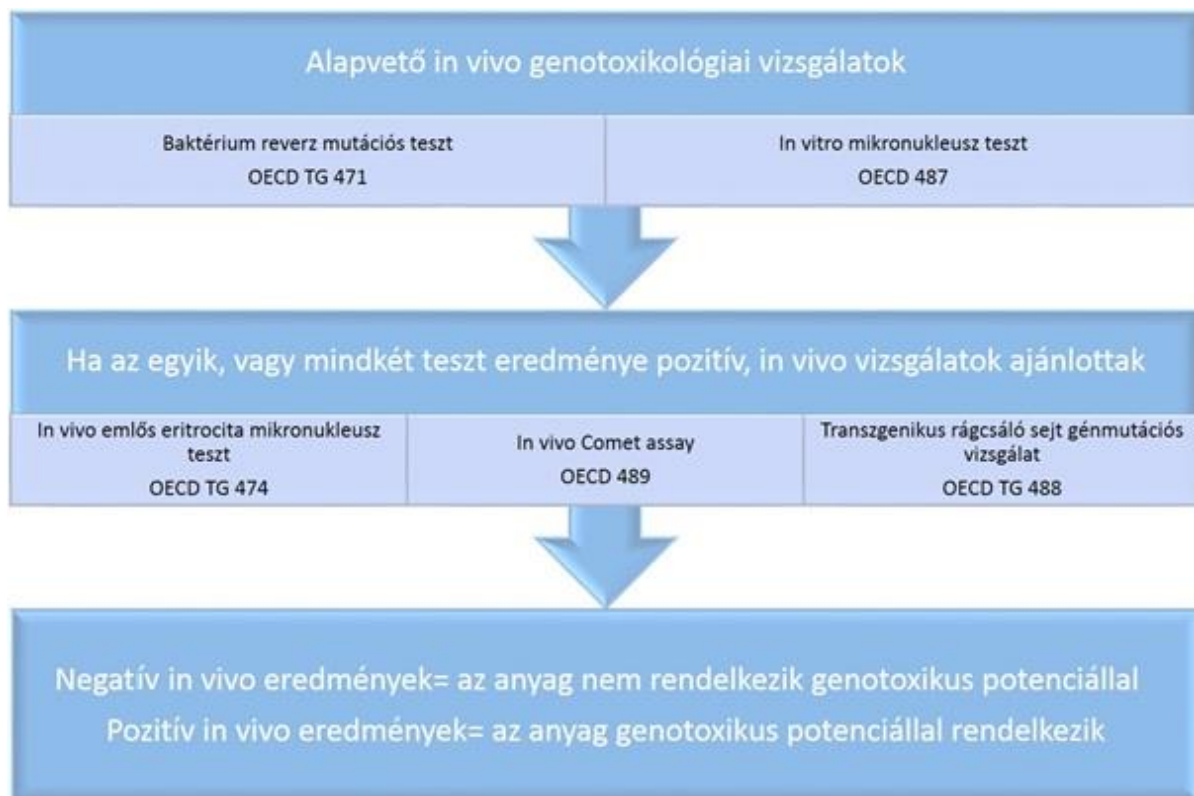 Alapvető in vivo genotoxikológiai vizsgálatok
Baktérium reverz mutációs teszt
OECD TG 471
In vitro mikronukleusz teszt
OECD 487
Ha az egyik, vagy mindkét teszt eredménye pozitív, in vivo vizsgálatok ajánlottak
In vivo emlős eritrocita mikronukleusz
teszt
OECD TG 474
In vivo Comet assay
OECD 489
Transzgenikus rágcsáló sejt génmutációs
vizsgálat
OECD TG 488
Negatív in vivo eredmények= az anyag nem rendelkezik genotoxikus potenciállal
Pozitív in vivo eredmények= az anyag genotoxikus potenciállal rendelkezik